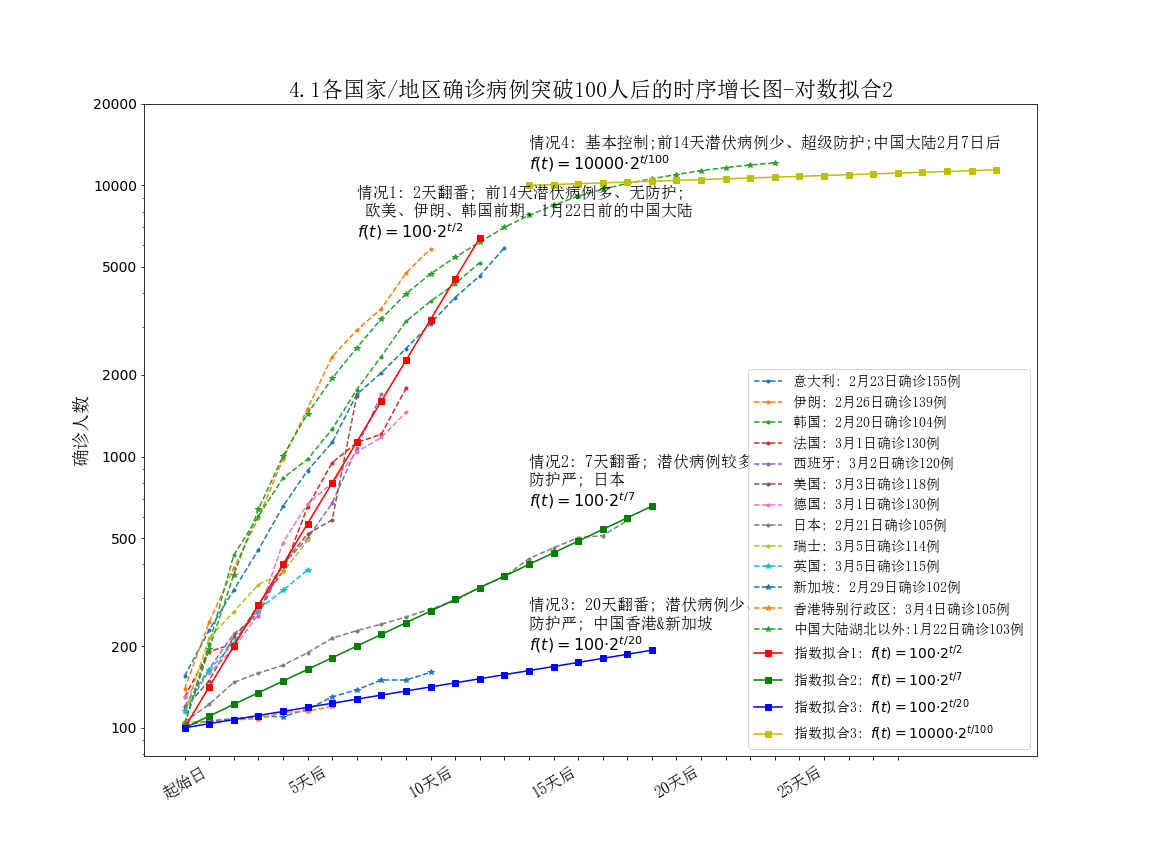 4.1各国家/地区确诊病例突破100人后的时序增长图-对数拟合2
确诊人数
20000
10000
5000
2000
1000
500
200
100
情况4: 基本控制;前14天潜伏病例少、超级防护;中国大陆2月7日后
f(t) = 10000·2^{t/100}
情况1: 2天翻番; 前14天潜伏病例多、无防护;
欧美、伊朗、韩国前期、1月22日前的中国大陆
f(t) = 100·2^{t/2}
情况2: 7天翻番; 潜伏病例较多
防护严; 日本
f(t) = 100·2^{t/7}
情况3: 20天翻番; 潜伏病例少
防护严; 中国香港&新加坡
f(t) = 100·2^{t/20}
意大利: 2月23日确诊155例
伊朗: 2月26日确诊139例
韩国: 2月20日确诊104例
法国: 3月1日确诊130例
西班牙: 3月2日确诊120例
美国: 3月3日确诊118例
德国: 3月1日确诊130例
日本: 2月21日确诊105例
瑞士: 3月5日确诊114例
英国: 3月5日确诊115例
新加坡: 2月29日确诊102例
香港特别行政区: 3月4日确诊105例
中国大陆湖北以外:1月22日确诊103例
指数拟合1: f(t) = 100·2^{t/2}
指数拟合2: f(t) = 100·2^{t/7}
指数拟合3: f(t) = 100·2^{t/20}
指数拟合3: f(t) = 10000·2^{t/100}
起始日
5天后
10天后
15天后
20天后
25天后